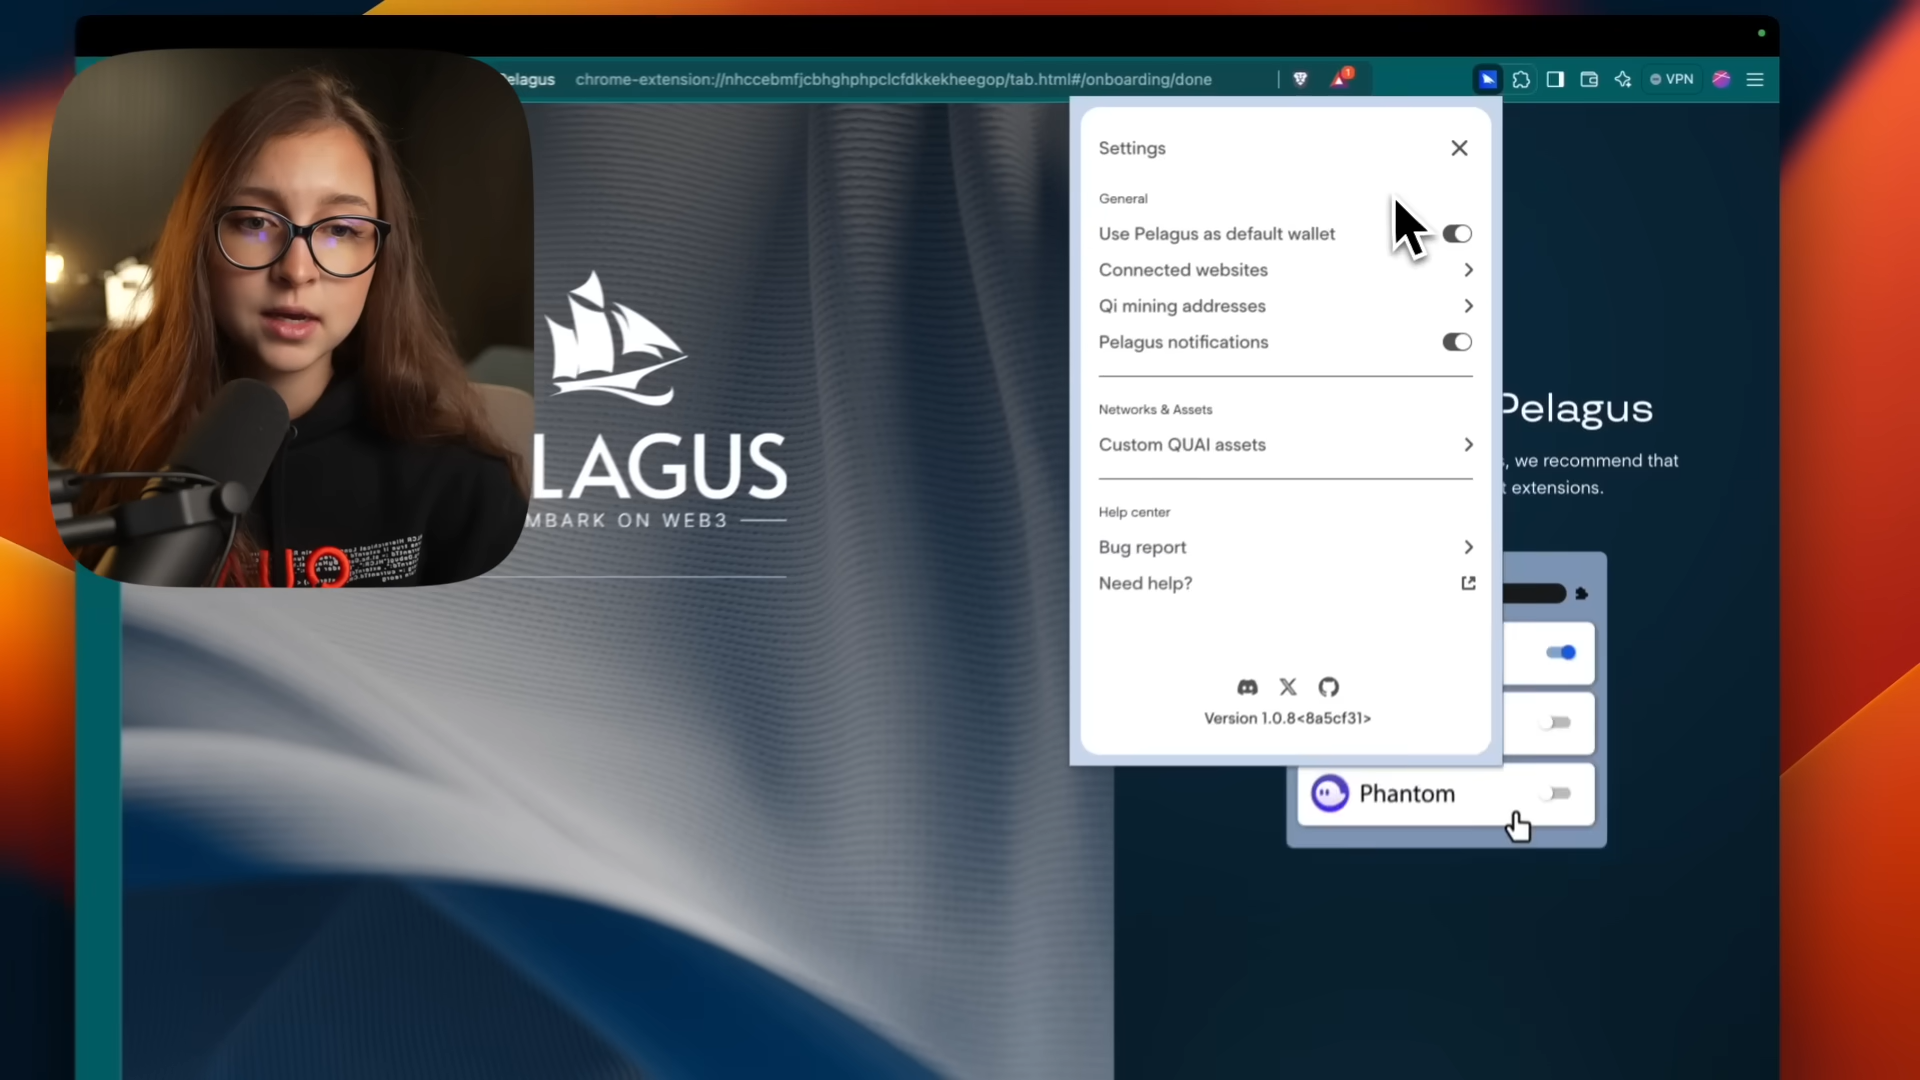 Pelagus
chrome-extension://nhccebmfjcbhghphpclcfdkkekheegop/tab.html#/onboarding/done
1
VPN
Settings
General
Use Pelagus as default wallet
Connected websites
Qi mining addresses
Pelagus notifications
Networks & Assets
Custom QUAI assets
Help center
Bug report
Need help?
Version 1.0.8<8a5cf31>
LAGUS
MBARK ON WEB3
Pelagus
, we recommend that
t extensions.
Phantom